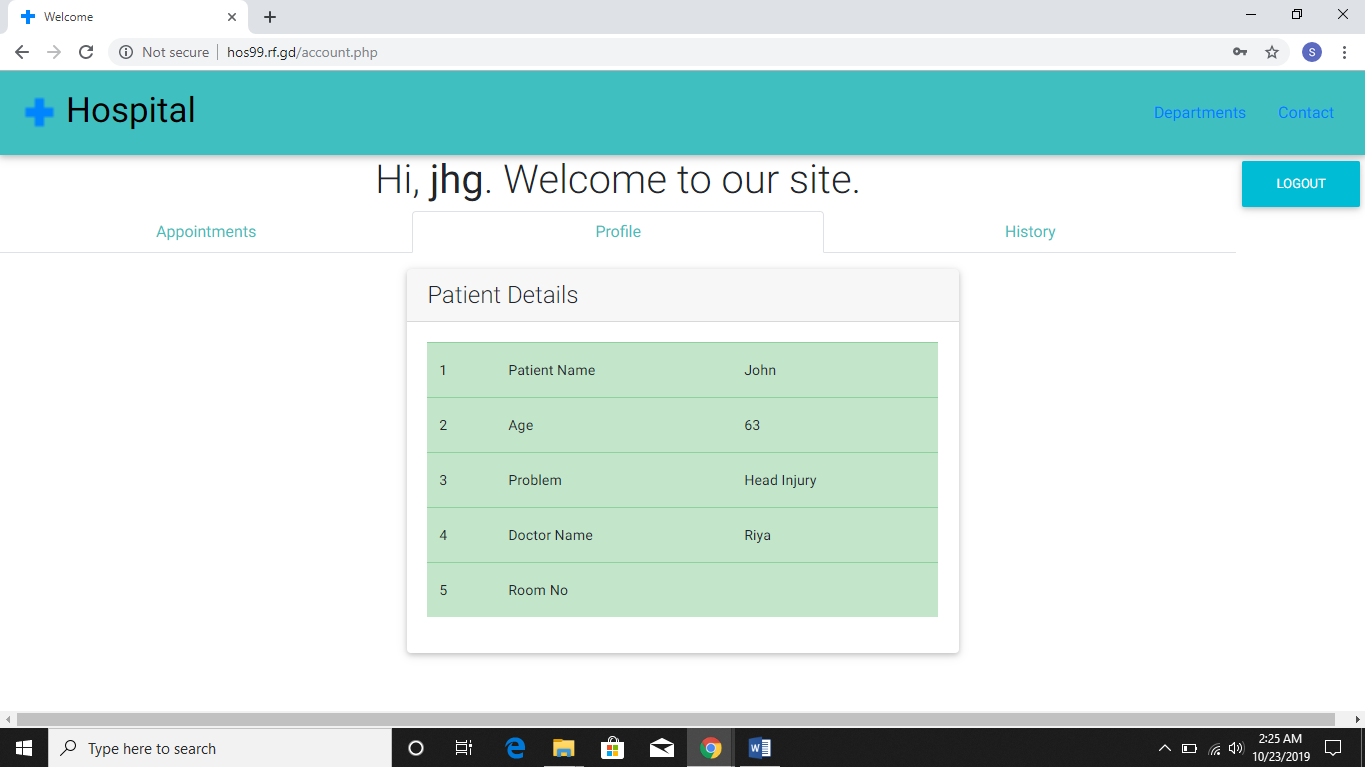 Welcome
Not secure hos99.rf.gd/account.php
S
Hospital
Departments Contact
Hi, jhg. Welcome to our site.
LOGOUT
Appointments Profile History
Patient Details
1 Patient Name John
2 Age 63
3 Problem Head Injury
4 Doctor Name Riya
5 Room No
Type here to search
2:25 AM
10/23/2019